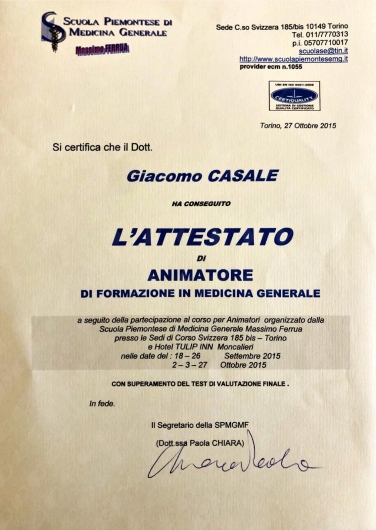 SCUOLA PIEMONTESE DI
MEDICINA GENERALE
Massimo FERRUA
Sede C.so Svizzera 185/bis 10149 Torino
Tel. 011/7770313
p.i. 05707710017
scuolase@tin.it
http://www.scuolapiemontesemg.it
provider ecm n.1055
CERTIQUALITY
Torino, 27 Ottobre 2015
Si certifica che il Dott.
Giacomo CASALE
HA CONSEGUITO
L'ATTESTATO
DI
ANIMATORE
DI FORMAZIONE IN MEDICINA GENERALE
a seguito della partecipazione al corso per Animatori organizzato dalla
Scuola Piemontese di Medicina Generale Massimo Ferrua
presso le Sedi di Corso Svizzera 185 bis – Torino
e Hotel TULIP INN Moncalieri
nelle date del : 18 – 26 Settembre 2015
2 – 3 – 27 Ottobre 2015
CON SUPERAMENTO DEL TEST DI VALUTAZIONE FINALE .
In fede.
Il Segretario della SPMGMF
(Dott.ssa Paola CHIARA)